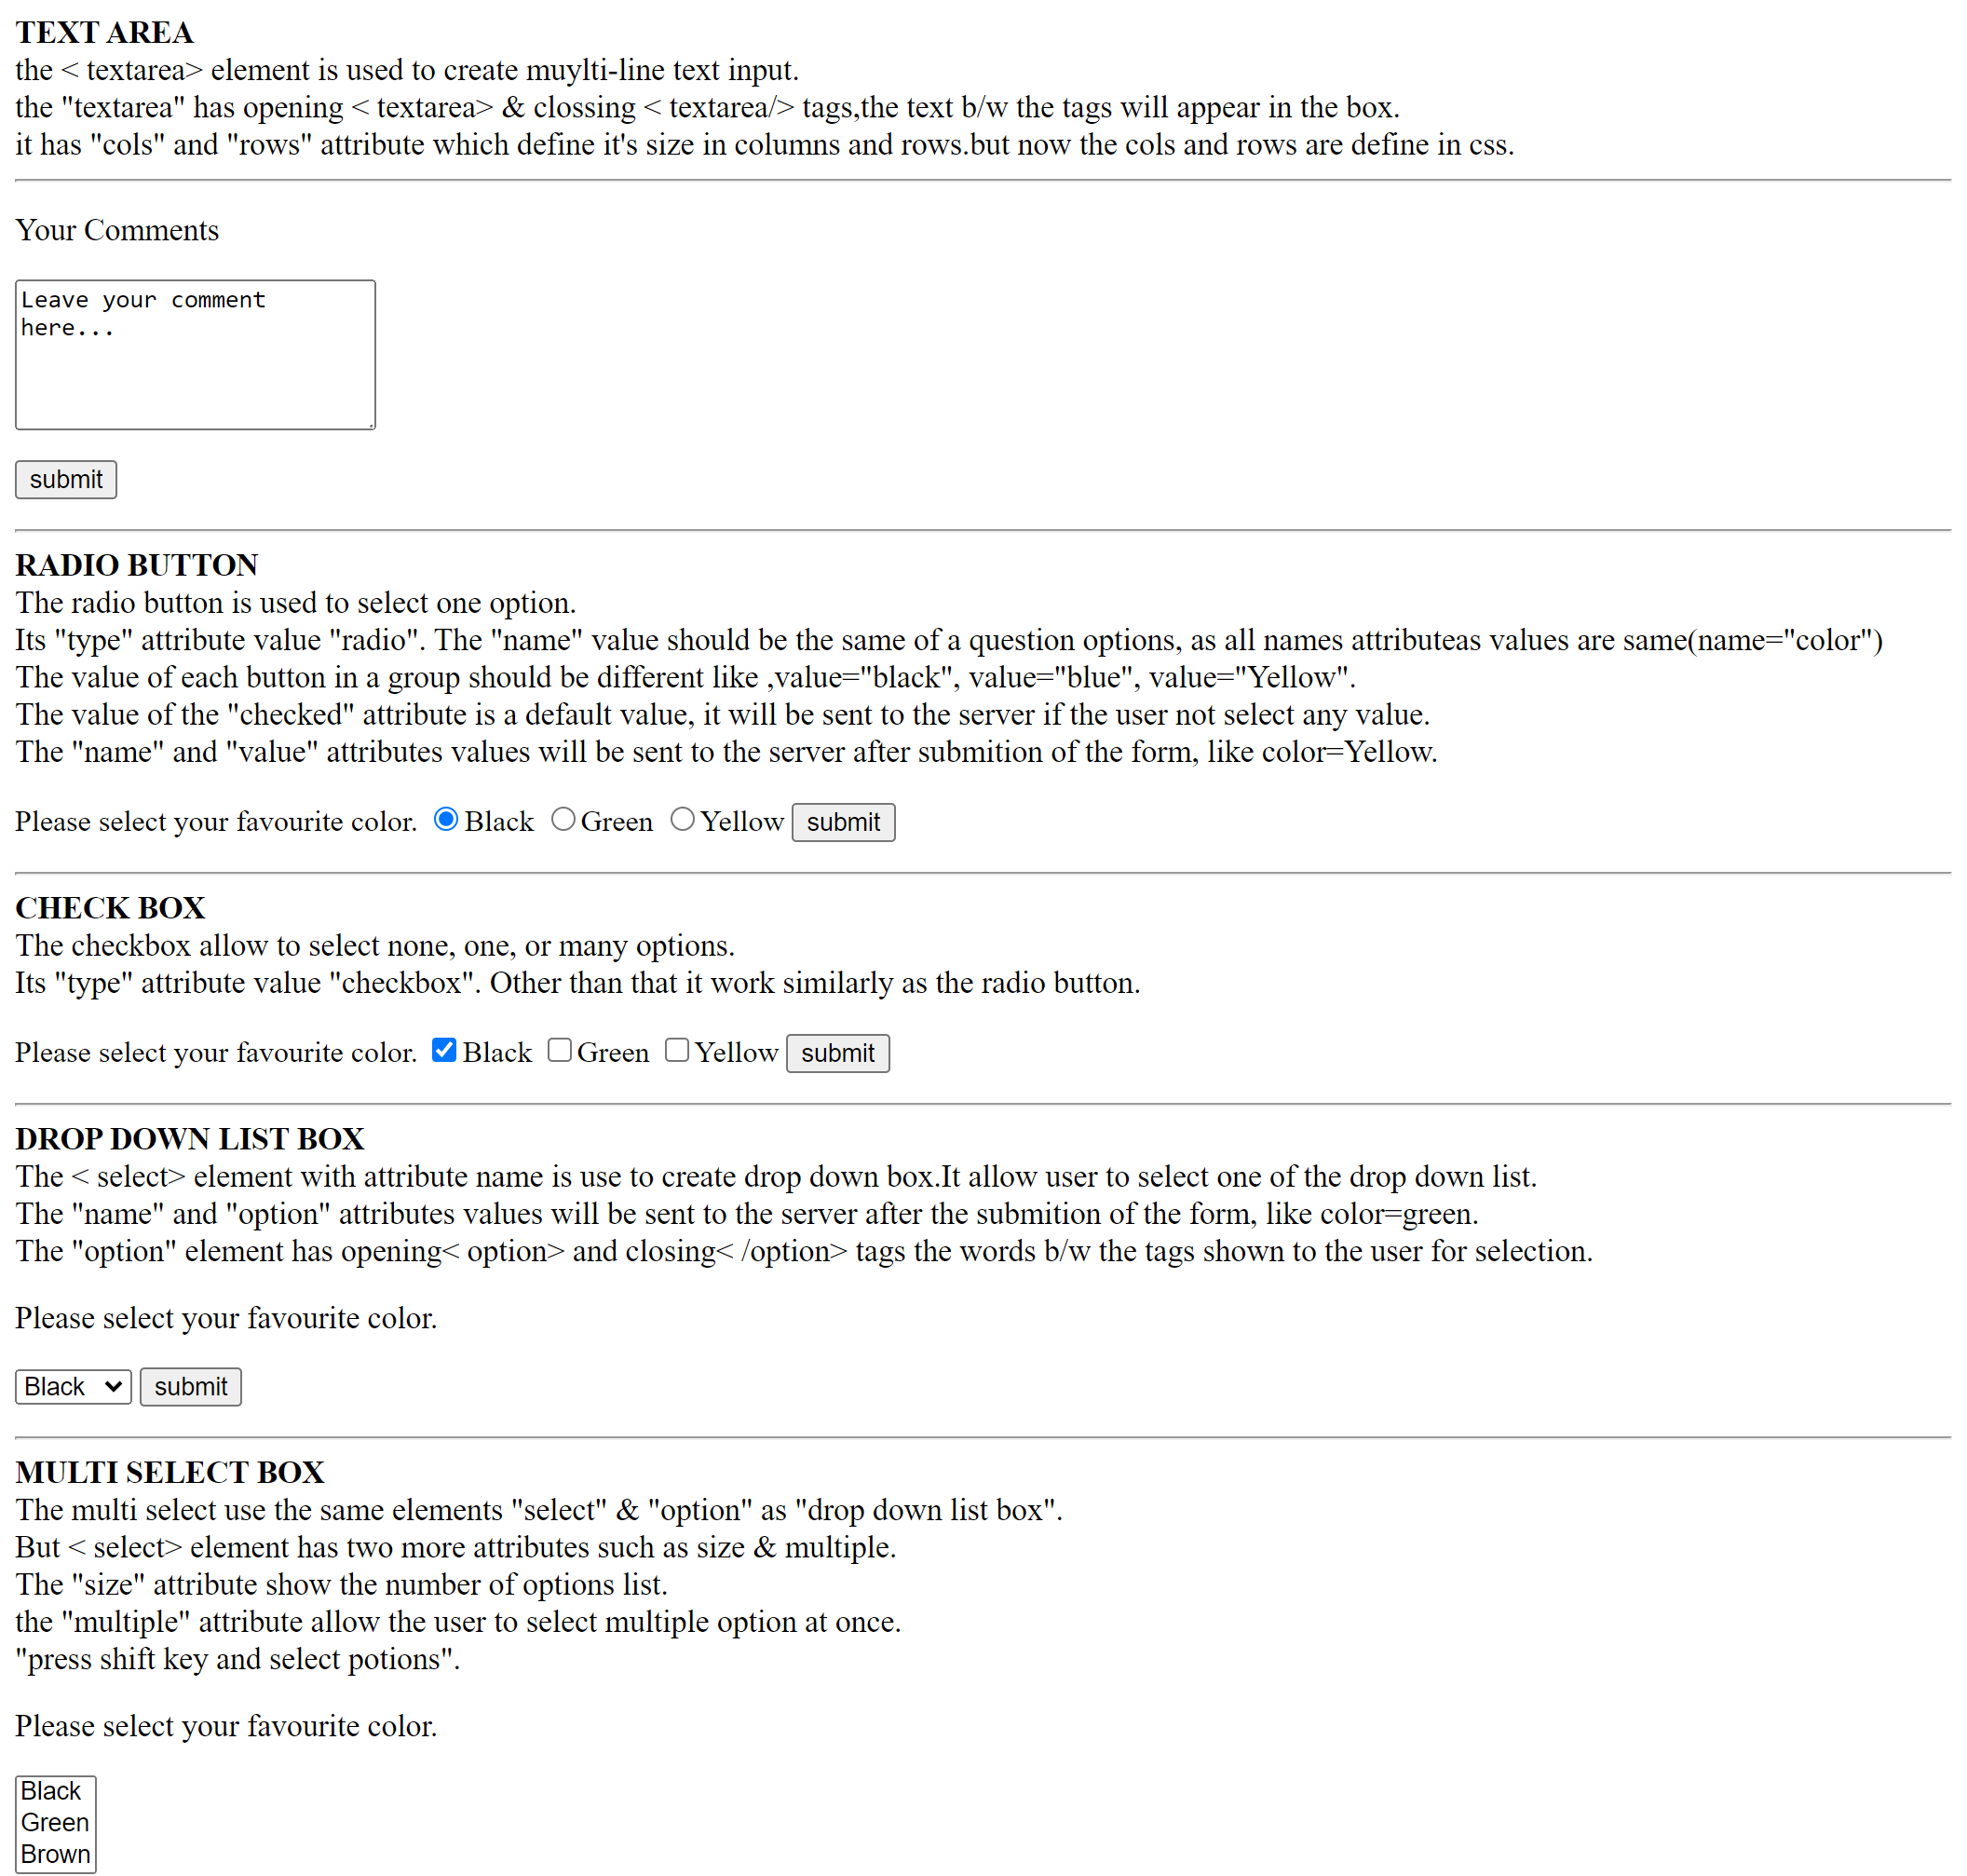 TEXT AREA
the < textarea> element is used to create muylti-line text input.
the "textarea" has opening < textarea> & clossing < textarea/> tags,the text b/w the tags will appear in the box.
it has "cols" and "rows" attribute which define it's size in columns and rows.but now the cols and rows are define in css.
Your Comments
Leave your comment
here...
submit
RADIO BUTTON
The radio button is used to select one option.
Its "type" attribute value "radio". The "name" value should be the same of a question options, as all names attributeas values are same(name="color")
The value of each button in a group should be different like ,value="black", value="blue", value="Yellow".
The value of the "checked" attribute is a default value, it will be sent to the server if the user not select any value.
The "name" and "value" attributes values will be sent to the server after submition of the form, like color=Yellow.
Please select your favourite color. Black Green Yellow submit
CHECK BOX
The checkbox allow to select none, one, or many options.
Its "type" attribute value "checkbox". Other than that it work similarly as the radio button.
Please select your favourite color. Black Green Yellow submit
DROP DOWN LIST BOX
The < select> element with attribute name is use to create drop down box.It allow user to select one of the drop down list.
The "name" and "option" attributes values will be sent to the server after the submition of the form, like color=green.
The "option" element has opening< option> and closing< /option> tags the words b/w the tags shown to the user for selection.
Please select your favourite color.
Black submit
MULTI SELECT BOX
The multi select use the same elements "select" & "option" as "drop down list box".
But < select> element has two more attributes such as size & multiple.
The "size" attribute show the number of options list.
the "multiple" attribute allow the user to select multiple option at once.
"press shift key and select potions".
Please select your favourite color.
Black
Green
Brown